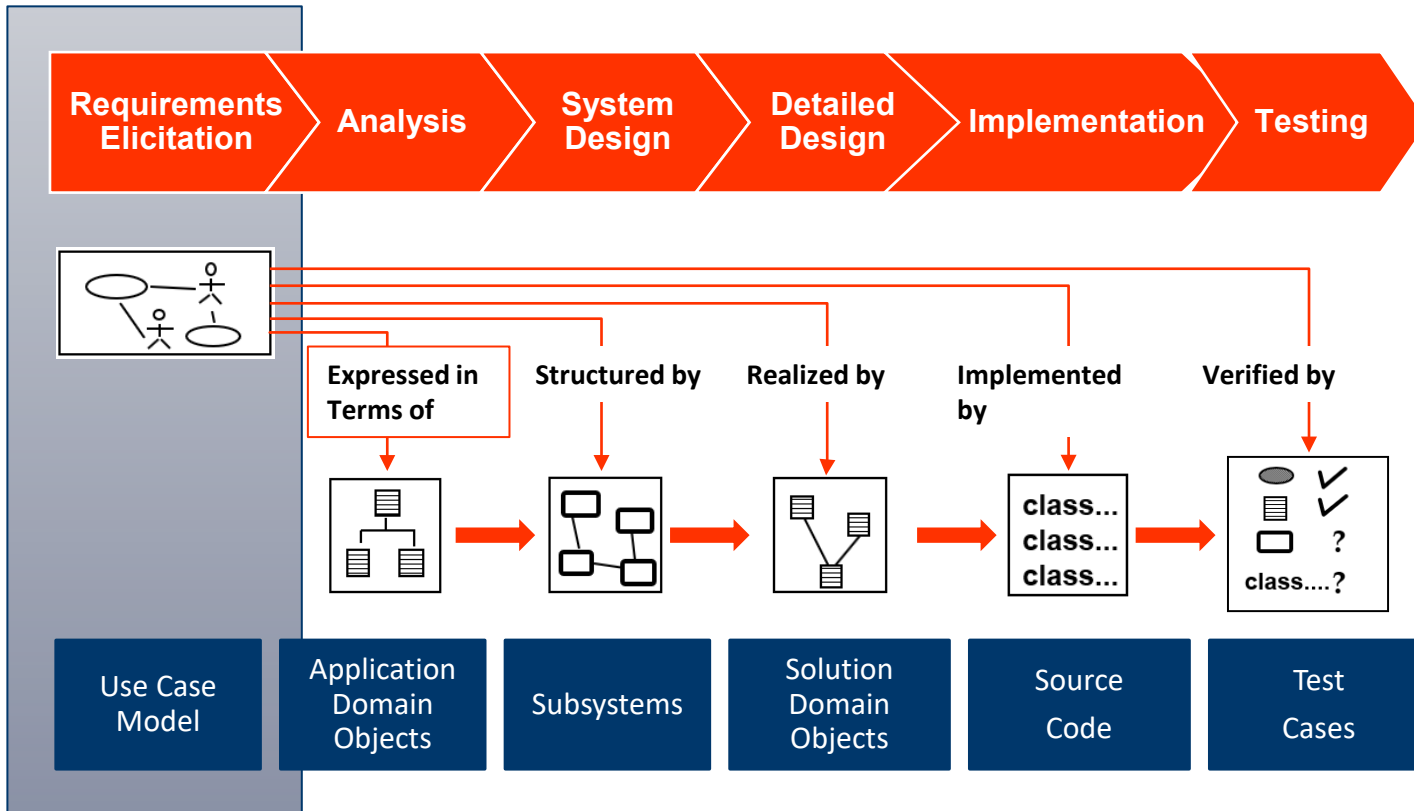 Requirements
Elicitation
Analysis
System
Design
Detailed
Design
Implementation
Testing
Expressed in
Terms of
Structured by
Realized by
Implemented
by
Verified by
class...
class...
class...
?
class....?
Use Case
Model
Application
Domain
Objects
Subsystems
Solution
Domain
Objects
Source
Code
Test
Cases